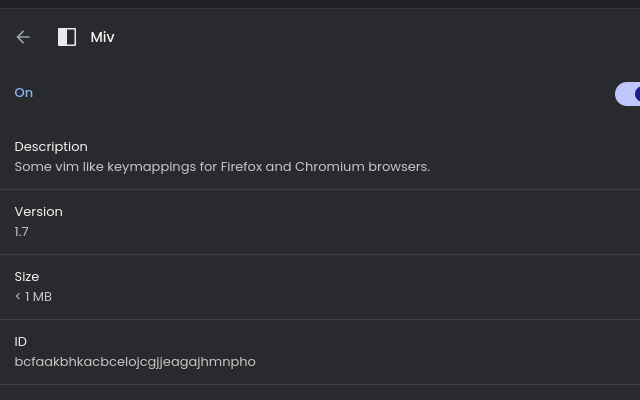 Miv
On
Description
Some vim like keymappings for Firefox and Chromium browsers.
Version
1.7
Size
< 1 MB
ID
bcfaakbhkacbcelojcgjjeagajhmnpho